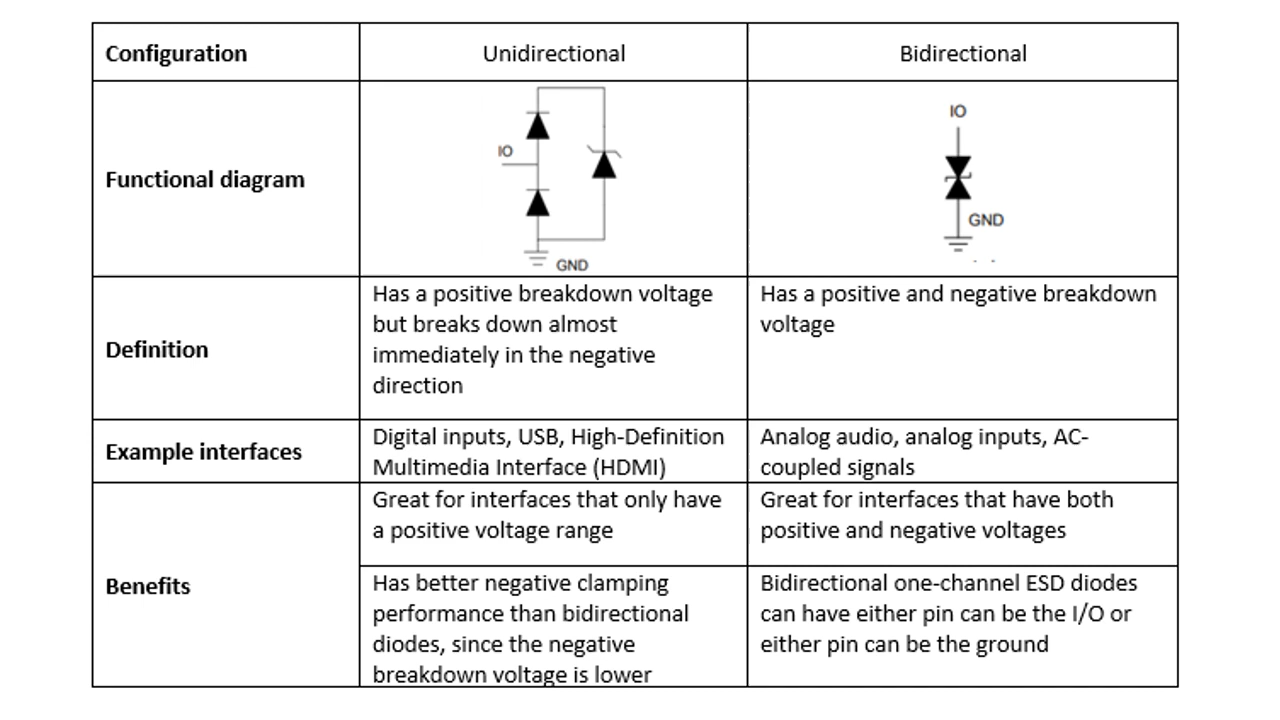 Configuration
Unidirectional
Bidirectional
Functional diagram
IO
GND
IO
GND
Definition
Has a positive breakdown voltage
but breaks down almost
immediately in the negative
direction
Has a positive and negative breakdown
voltage
Example interfaces
Digital inputs, USB, High-Definition
Multimedia Interface (HDMI)
Analog audio, analog inputs, AC-
coupled signals
Benefits
Great for interfaces that only have
a positive voltage range
Great for interfaces that have both
positive and negative voltages
Has better negative clamping
performance than bidirectional
diodes, since the negative
breakdown voltage is lower
Bidirectional one-channel ESD diodes
can have either pin can be the I/O or
either pin can be the ground